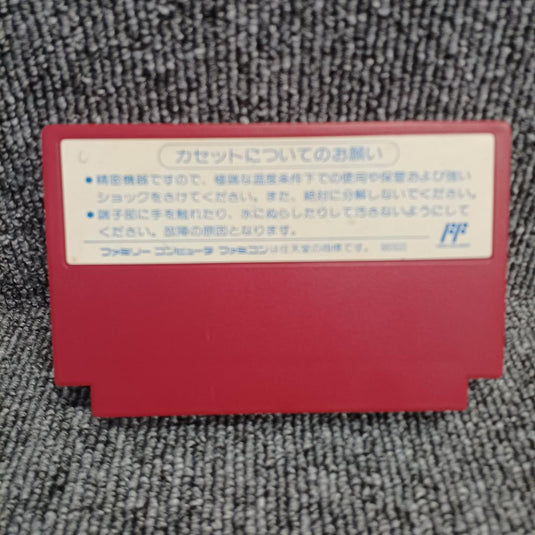 カセットについてのお願い
●精密機器ですので、極端な温度条件下での使用や保管および強い
ショックをさけてください。また、絶対に分解しないでください。
●端子部に手を触れたり、水にぬらしたりして汚さないようにして
ください。故障の原因となります。
ファミリー コンピュータ ファミコンは任天堂の商標です。